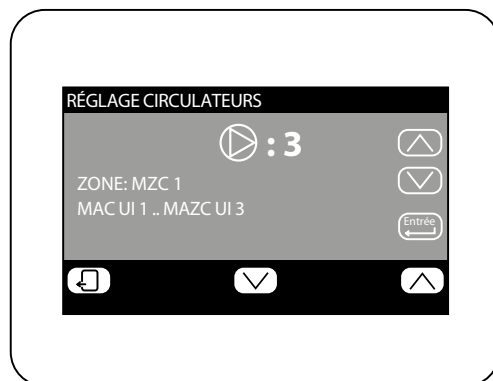 RÉGLAGE CIRCULATEURS
: 3
ZONE: MZC 1
MAC UI 1 .. MAZC UI 3
Entrée